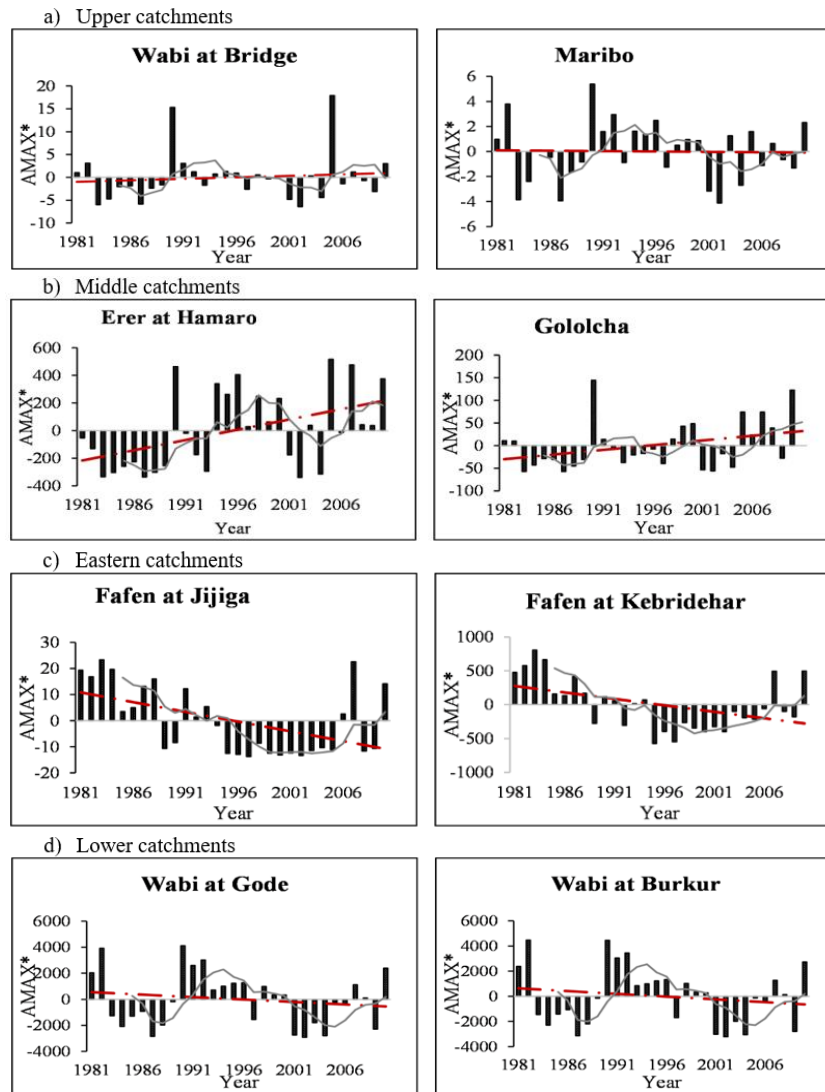 a) Upper catchments
Wabi at Bridge
20
15
10
5
0
-5
-10
AMAX*
1981 1986 1991 1996 2001 2006
Year
Maribo
6
4
2
0
-2
-4
-6
AMAX*
1981 1986 1991 1996 2001 2006
Year
b) Middle catchments
Erer at Hamaro
600
400
200
0
-200
-400
AMAX*
1981 1986 1991 1996 2001 2006
Year
Gololcha
200
150
100
50
0
-50
-100
AMAX*
1981 1986 1991 1996 2001 2006
Year
c) Eastern catchments
Fafen at Jijiga
30
20
10
0
-10
-20
AMAX*
1981 1986 1991 1996 2001 2006
Year
Fafen at Kebridehar
1000
500
0
-500
-1000
AMAX*
1981 1986 1991 1996 2001 2006
Year
d) Lower catchments
Wabi at Gode
6000
4000
2000
0
-2000
-4000
AMAX*
1981 1986 1991 1996 2001 2006
Year
Wabi at Burkur
6000
4000
2000
0
-2000
-4000
AMAX*
1981 1986 1991 1996 2001 2006
Year